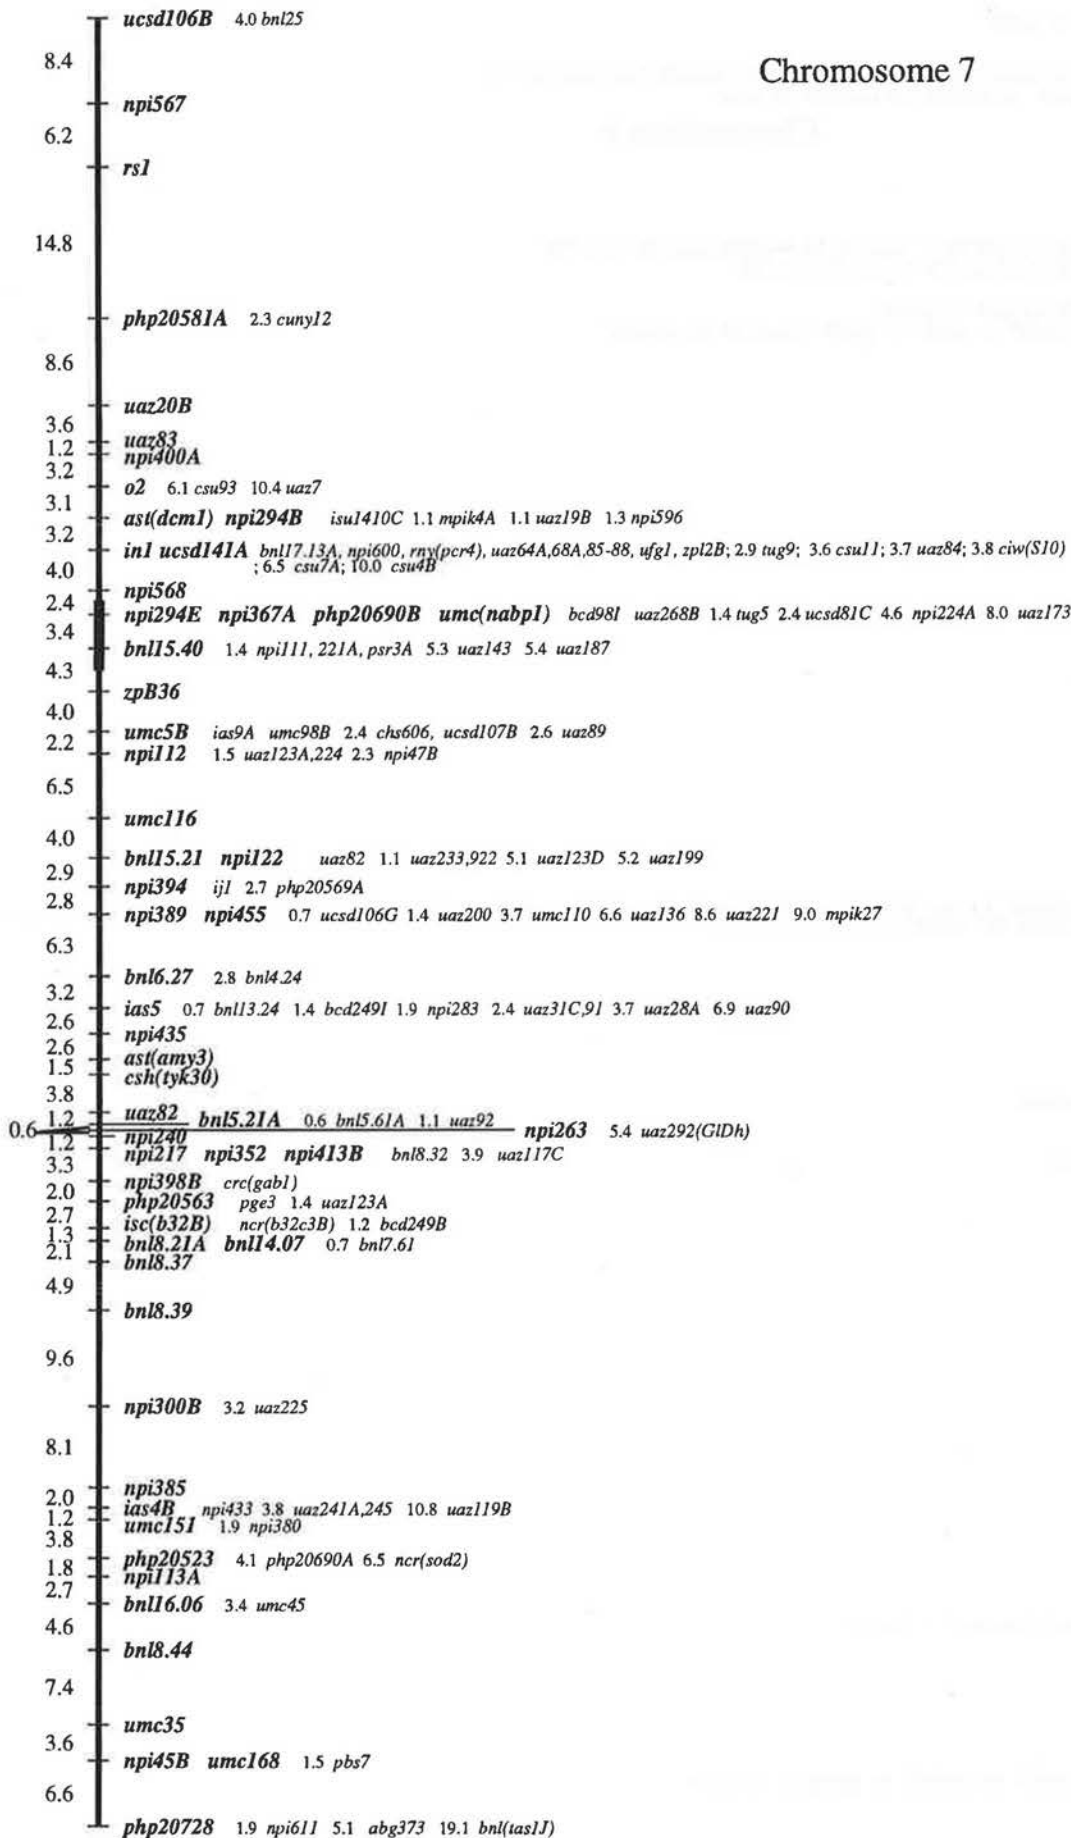 ucsd106B 4.0 bnl25
Chromosome 7
8.4
npi567
6.2
rs1
14.8
php20581A 2.3 cuny12
8.6
uaz20B
3.6
uaz83
1.2
npi400A
3.2
o2 6.1 csu93 10.4 uaz7
3.1
ast(dcm1) npi294B isu1410C 1.1 mpik4A 1.1 uaz19B 1.3 npi596
3.2
in1 ucsd141A bnl17.13A, npi600, rny(pcr4), uaz64A,68A,85-88, ufg1, zpl2B; 2.9 tug9; 3.6 csu11; 3.7 uaz84; 3.8 ciw(S10)
; 6.5 csu7A; 10.0 csu4B
4.0
npi568
2.4
npi294E npi367A php20690B umc(nabp1) bcd98I uaz268B 1.4 tug5 2.4 ucsd81C 4.6 npi224A 8.0 uaz173
3.4
bnl15.40 1.4 npi111, 221A, psr3A 5.3 uaz143 5.4 uaz187
4.3
zpB36
4.0
umc5B ias9A umc98B 2.4 chs606, ucsd107B 2.6 uaz89
2.2
npi112 1.5 uaz123A,224 2.3 npi47B
6.5
umc116
4.0
bnl15.21 npi122 uaz82 1.1 uaz233,922 5.1 uaz123D 5.2 uaz199
2.9
npi394 ij1 2.7 php20569A
2.8
npi389 npi455 0.7 ucsd106G 1.4 uaz200 3.7 umc110 6.6 uaz136 8.6 uaz221 9.0 mpik27
6.3
bnl6.27 2.8 bnl4.24
3.2
ias5 0.7 bnl13.24 1.4 bcd249I 1.9 npi283 2.4 uaz31C,91 3.7 uaz28A 6.9 uaz90
2.6
npi435
2.6
ast(amy3)
1.5
csh(tyk30)
3.8
uaz82 bnl5.21A 0.6 bnl5.61A 1.1 uaz92
1.2
0.6 npi263 5.4 uaz292(GlDh)
npi240
1.2
npi217 npi352 npi413B bnl8.32 3.9 uaz117C
3.3
npi398B crc(gab1)
2.0
php20563 pge3 1.4 uaz123A
2.7
isc(b32B) ncr(b32c3B) 1.2 bcd249B
1.3
bnl8.21A bnl14.07 0.7 bnl7.61
2.1
bnl8.37
4.9
bnl8.39
9.6
npi300B 3.2 uaz225
8.1
npi385
2.0
ias4B npi433 3.8 uaz241A,245 10.8 uaz119B
1.2
umc151 1.9 npi380
3.8
php20523 4.1 php20690A 6.5 ncr(sod2)
1.8
npi113A
2.7
bnl16.06 3.4 umc45
4.6
bnl8.44
7.4
umc35
3.6
npi45B umc168 1.5 pbs7
6.6
php20728 1.9 npi611 5.1 abg373 19.1 bnl(tas1J)